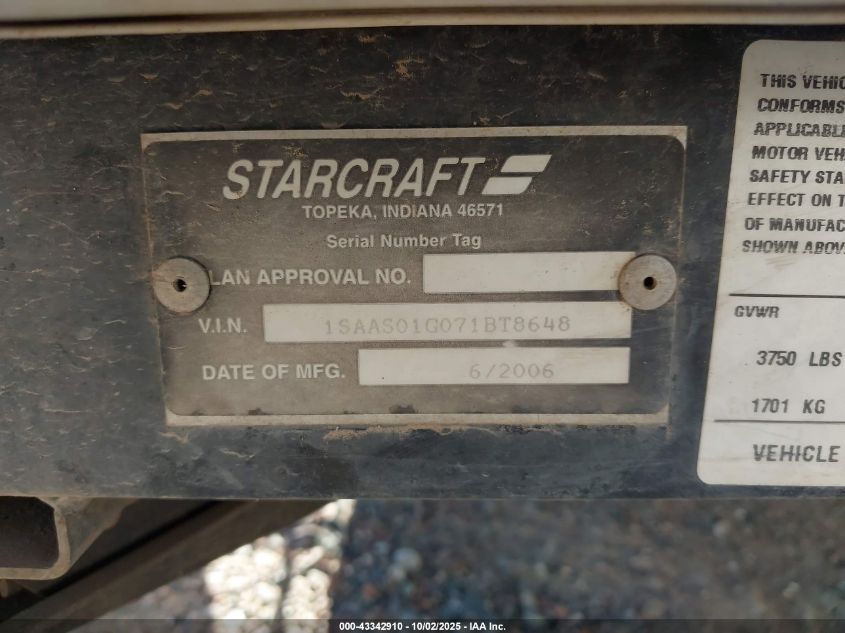 STARCRAFT
TOPEKA, INDIANA 46571
Serial Number Tag
LAN APPROVAL NO.
V.I.N. 1SAAS01G071BT8648
DATE OF MFG. 6/2006
THIS VEHIC
CONFORMS
APPLICABLE
MOTOR VEH
SAFETY STA
EFFECT ON T
OF MANUFAC
SHOWN ABOV
GVWR
3750 LBS
1701 KG
VEHICLE
000-43342910 - 10/02/2025 - IAA Inc.